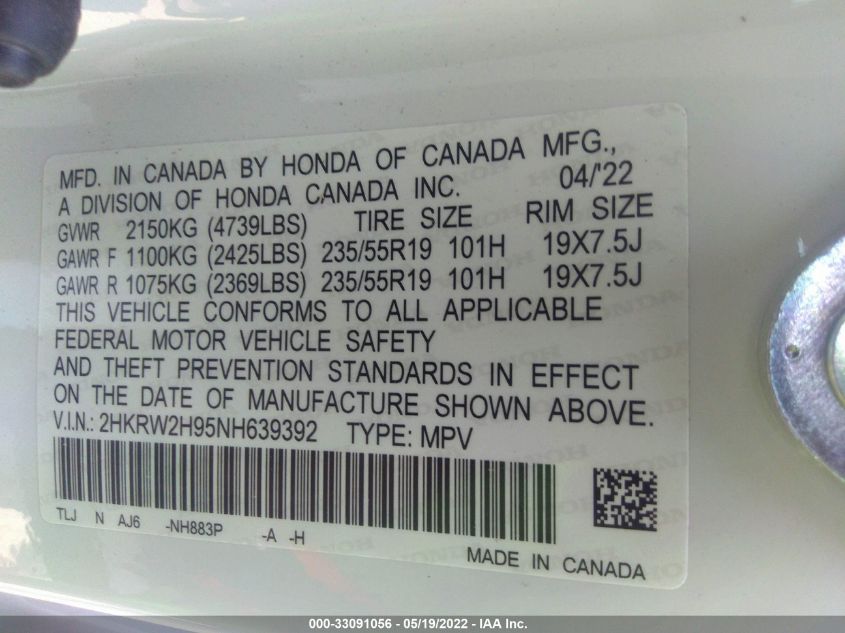 MFD. IN CANADA BY HONDA OF CANADA MFG.,
A DIVISION OF HONDA CANADA INC. 04/'22
GVWR 2150KG (4739LBS) TIRE SIZE RIM SIZE
GAWR F 1100KG (2425LBS) 235/55R19 101H 19X7.5J
GAWR R 1075KG (2369LBS) 235/55R19 101H 19X7.5J
THIS VEHICLE CONFORMS TO ALL APPLICABLE
FEDERAL MOTOR VEHICLE SAFETY
AND THEFT PREVENTION STANDARDS IN EFFECT
ON THE DATE OF MANUFACTURE SHOWN ABOVE.
V.I.N.: 2HKRW2H95NH639392 TYPE: MPV
TLJ N AJ6 -NH883P -A -H
MADE IN CANADA
000-33091056 - 05/19/2022 - IAA Inc.